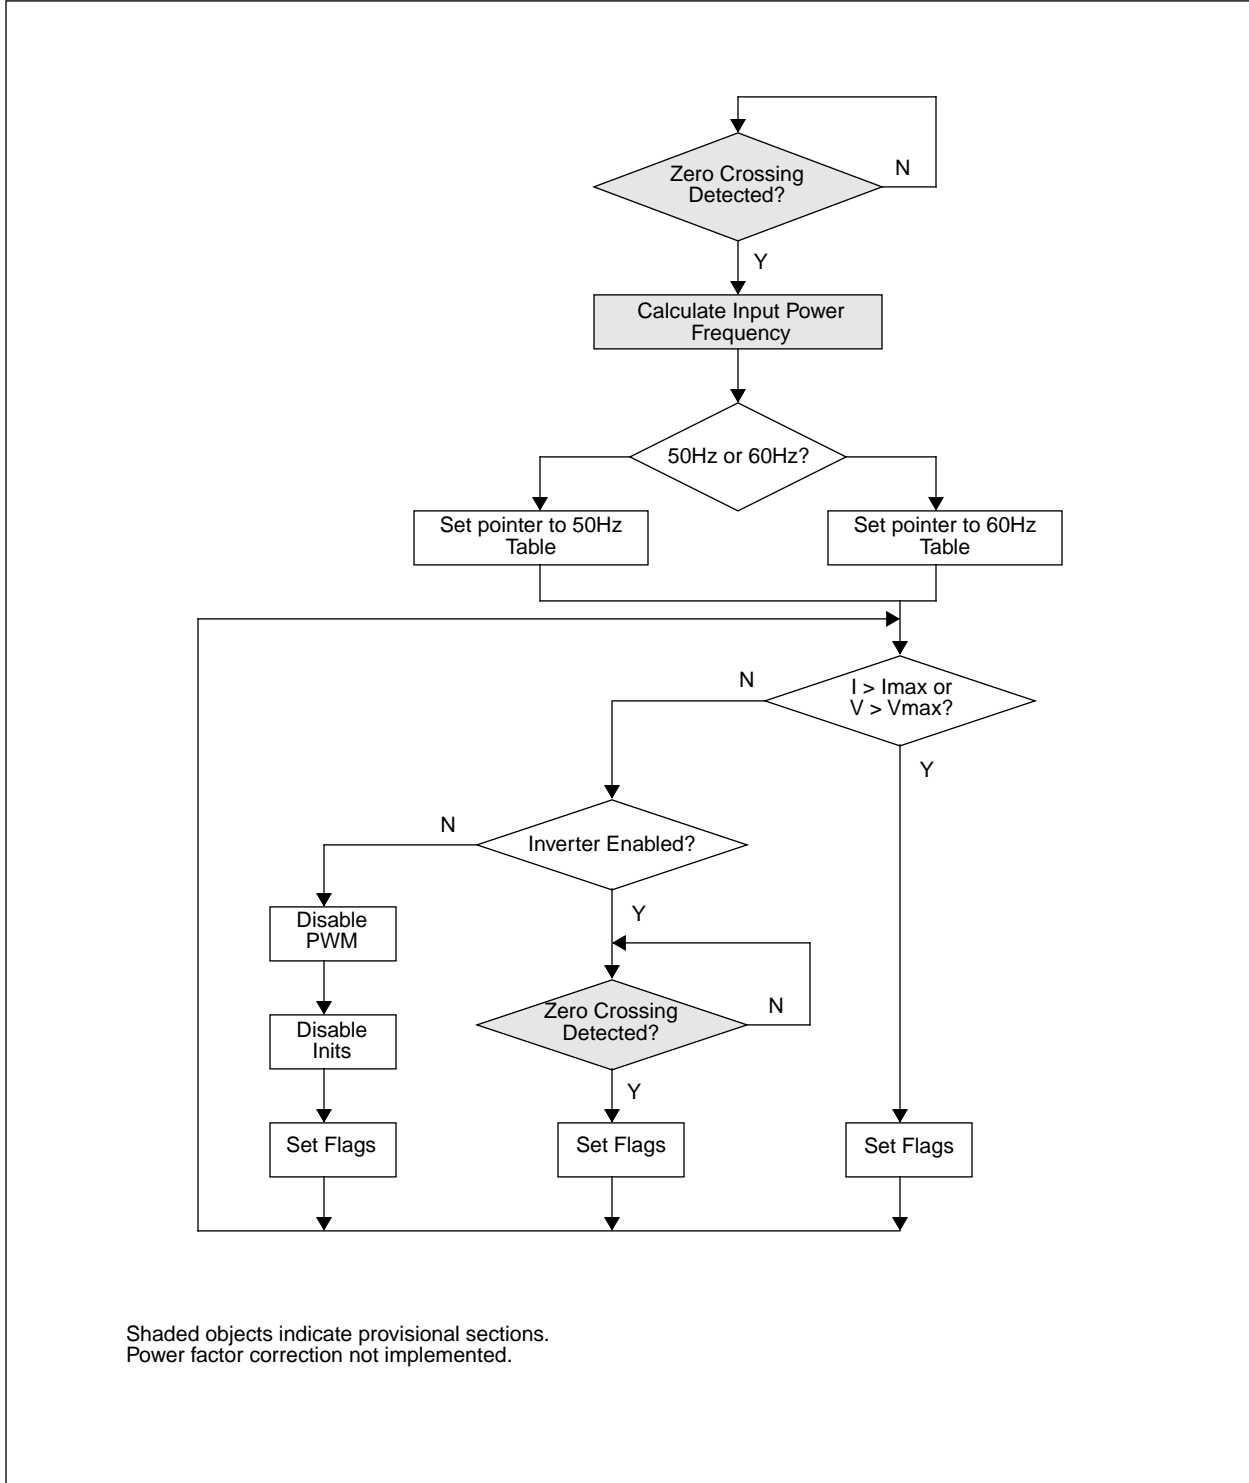 Zero Crossing
Detected?
N
Y
Calculate Input Power
Frequency
50Hz or 60Hz?
Set pointer to 50Hz
Table
Set pointer to 60Hz
Table
N
I > Imax or
V > Vmax?
Y
N
Inverter Enabled?
Disable
PWM
Y
Zero Crossing
Detected?
N
Disable
Inits
Y
Set Flags
Set Flags
Set Flags
Shaded objects indicate provisional sections.
Power factor correction not implemented.